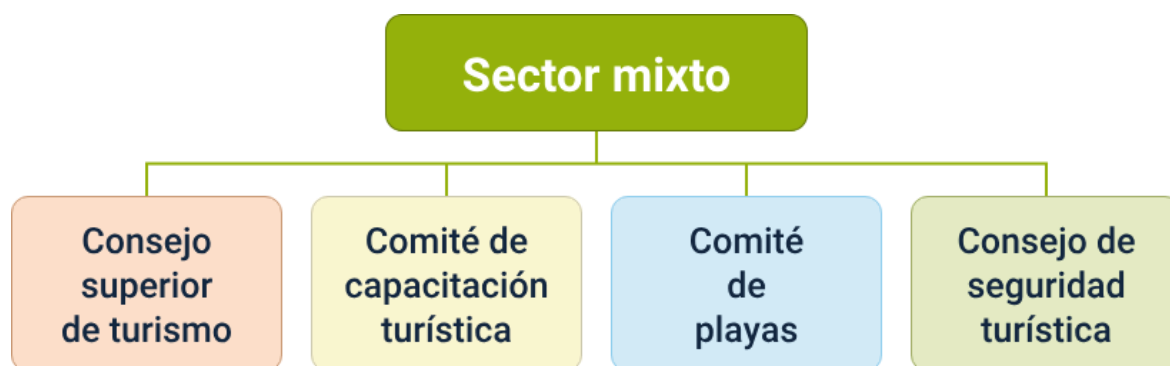 Sector mixto
Consejo
superior
de turismo
Comité de
capacitación
turística
Comité
de
playas
Consejo de
seguridad
turística